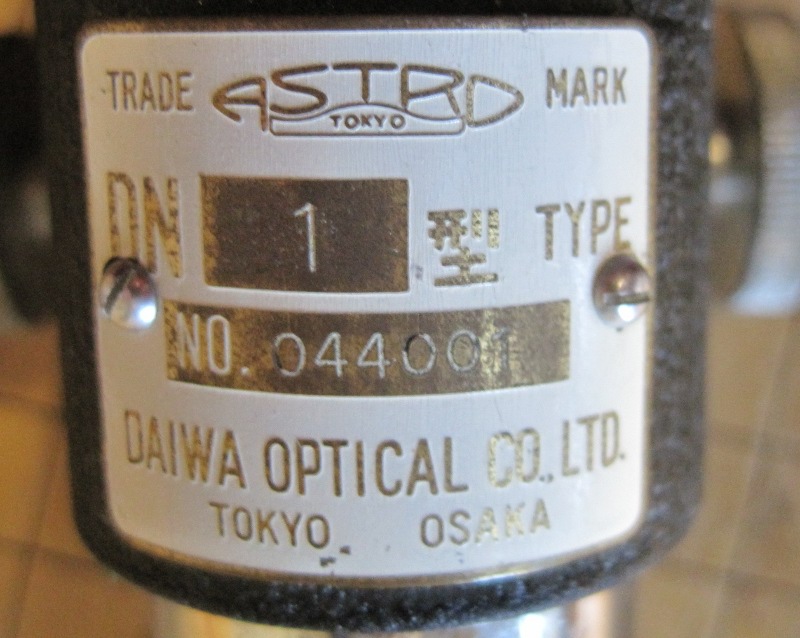 TRADE ASTRO MARK
TOKYO
DN 1 型 TYPE
NO. 044001
DAIWA OPTICAL CO., LTD.
TOKYO OSAKA